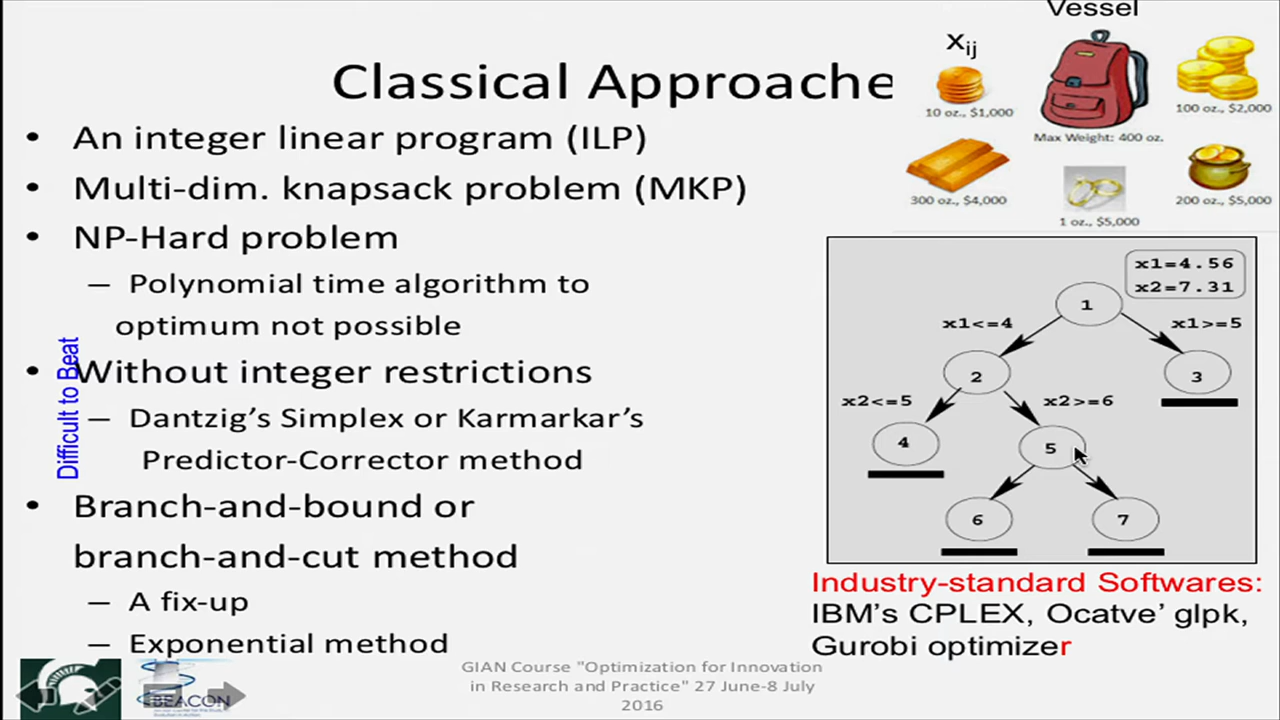 Classical Approache
• An integer linear program (ILP)
• Multi-dim. knapsack problem (MKP)
• NP-Hard problem
– Polynomial time algorithm to
optimum not possible
• Without integer restrictions
– Dantzig's Simplex or Karmarkar's
Predictor-Corrector method
• Branch-and-bound or
branch-and-cut method
– A fix-up
– Exponential method
Difficult to Beat
Vessel
xij
10 oz., $1,000
Max Weight: 400 oz.
100 oz., $2,000
300 oz., $4,000
1 oz., $5,000
200 oz., $5,000
x1=4.56
x2=7.31
1
x1<=4
x1>=5
2
3
x2<=5
x2>=6
4
5
6
7
Industry-standard Softwares:
IBM's CPLEX, Ocatve' glpk,
Gurobi optimizer
BEACON
GIAN Course "Optimization for Innovation
in Research and Practice" 27 June-8 July
2016